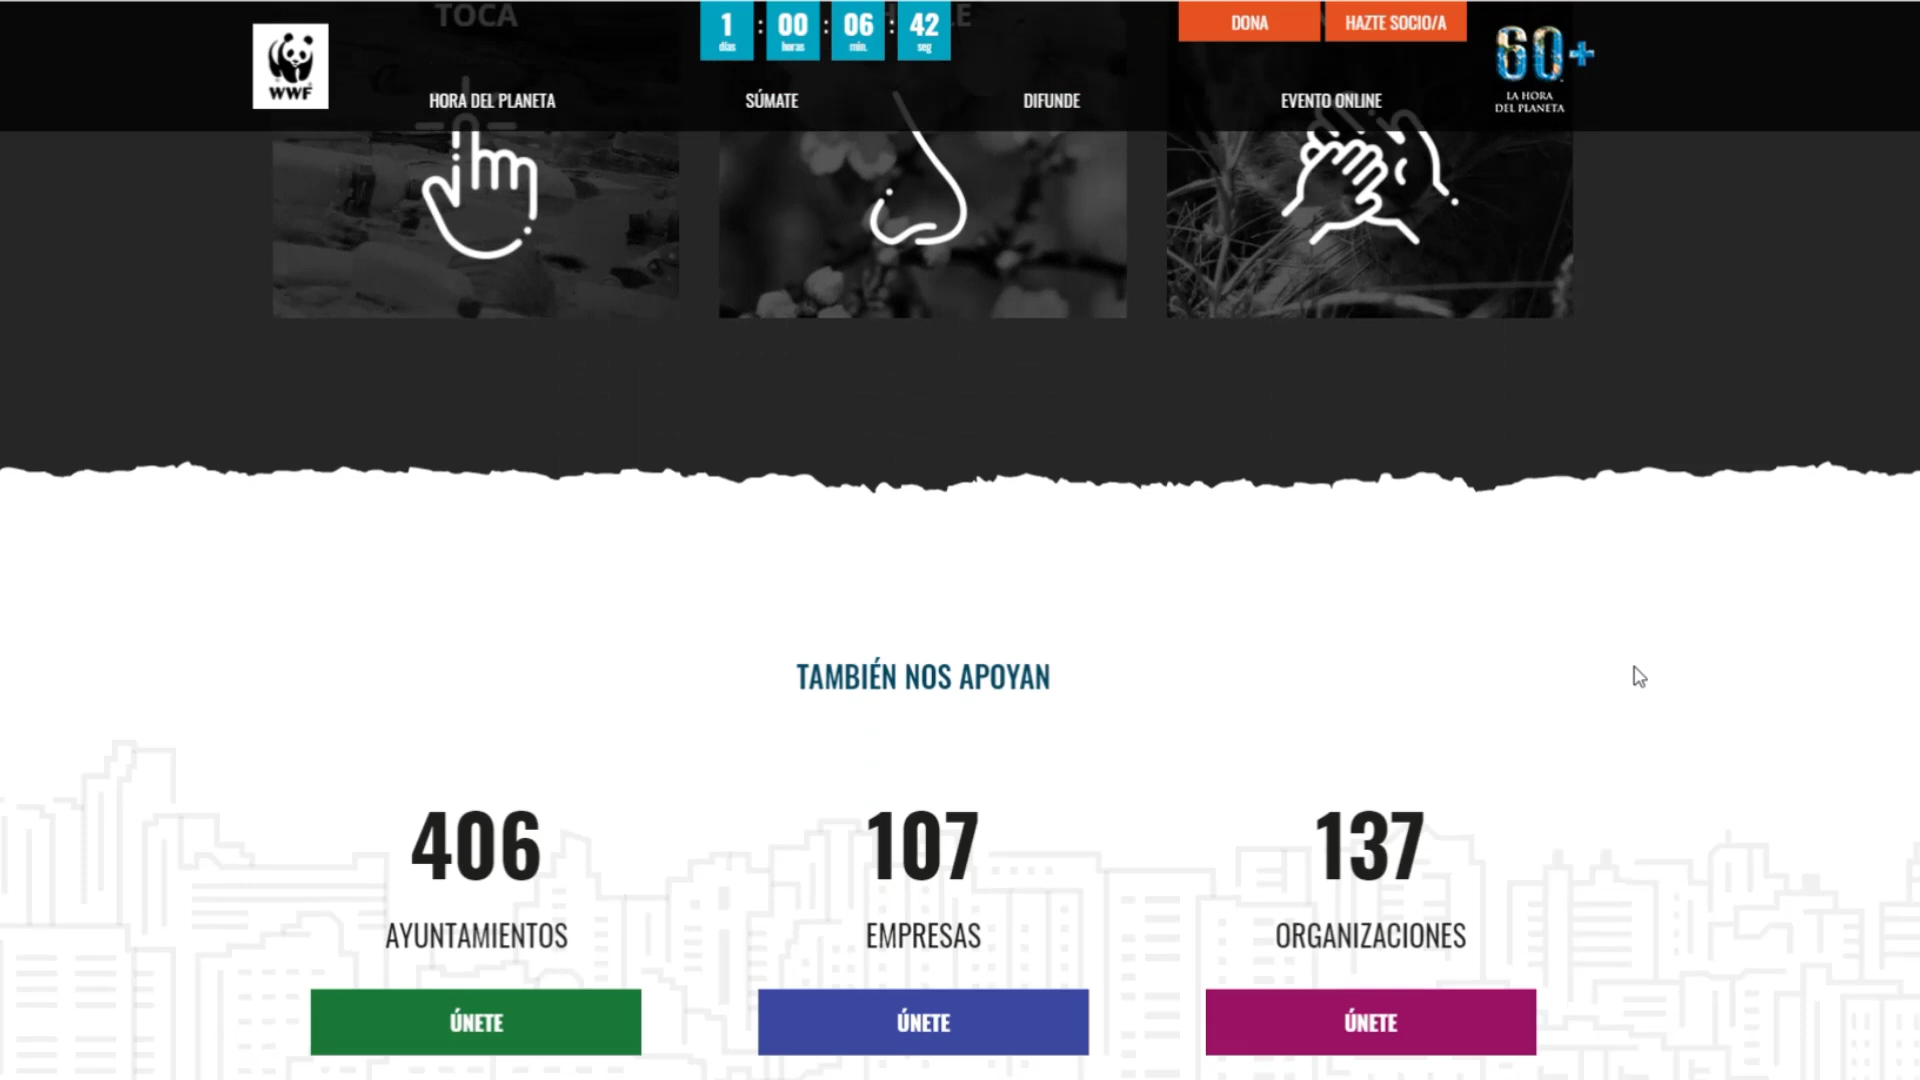 TOCA
1 : 00 : 06 : 42
días horas min. seg
DONA
HAZTE SOCIO/A
60+
LA HORA
DEL PLANETA
WWF
HORA DEL PLANETA
SÚMATE
DIFUNDE
EVENTO ONLINE
TAMBIÉN NOS APOYAN
406
AYUNTAMIENTOS
ÚNETE
107
EMPRESAS
ÚNETE
137
ORGANIZACIONES
ÚNETE